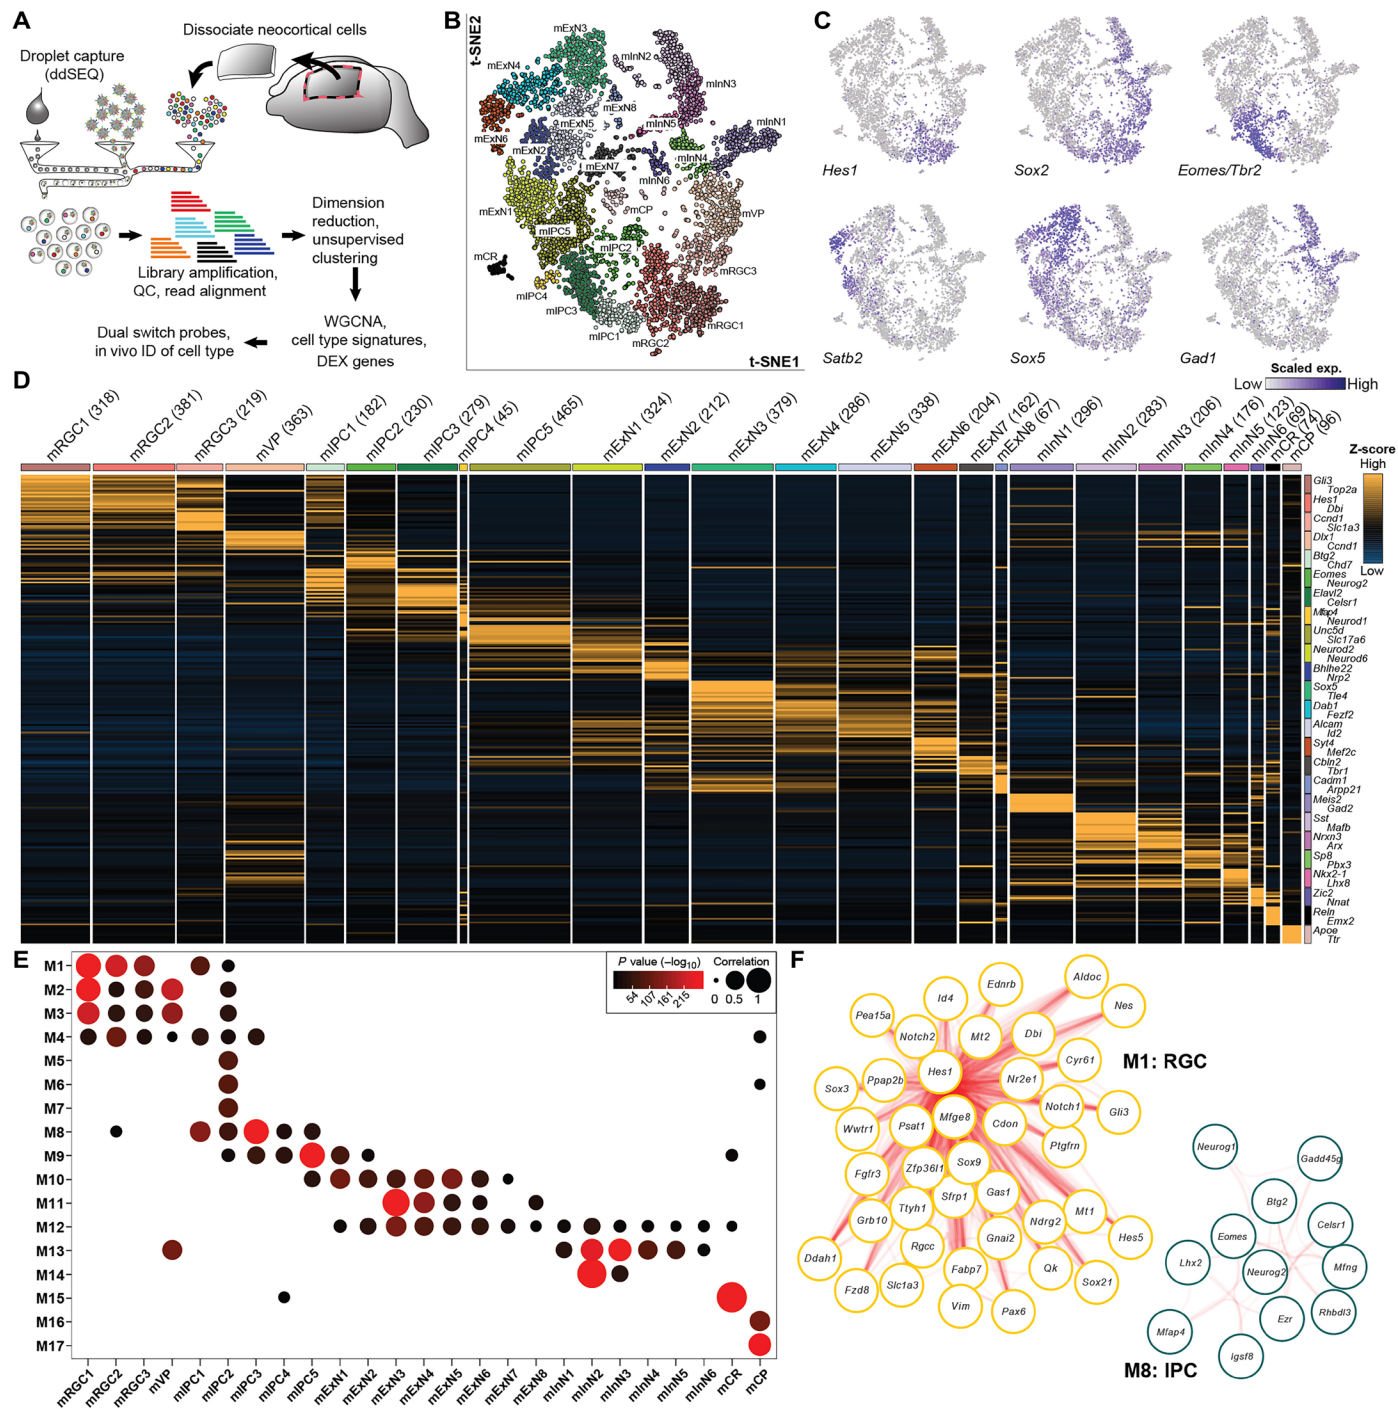 A
Dissociate neocortical cells
Droplet capture
(ddSEQ)
Library amplification,
QC, read alignment
Dimension
reduction,
unsupervised
clustering
WGCNA,
cell type signatures,
DEX genes
Dual switch probes,
in vivo ID of cell type
B
t-SNE2
mExN3
mInN2
mExN4
mInN3
mExN8
mExN6
mExN5
mInN5
mInN1
mExN2
mInN4
mExN7
mInN6
mExN1
mCP
mVP
mIPC5
mIPC2
mCR
mRGC3
mIPC4
mIPC3
mRGC1
mIPC1
mRGC2
t-SNE1
C
Hes1
Sox2
Eomes/Tbr2
Satb2
Sox5
Gad1
Scaled exp.
Low
High
D
mRGC1 (318)
mRGC2 (381)
mRGC3 (219)
mVP (363)
mIPC1 (182)
mIPC2 (230)
mIPC3 (279)
mIPC4 (45)
mIPC5 (465)
mExN1 (324)
mExN2 (212)
mExN3 (379)
mExN4 (286)
mExN5 (338)
mExN6 (204)
mExN7 (162)
mExN8 (67)
mInN1 (296)
mInN2 (283)
mInN3 (206)
mInN4 (176)
mInN5 (123)
mInN6 (69)
mCR (74)
mCP (96)
Z-score
High
Low
Gli3
Top2a
Hes1
Dbi
Ccnd1
Slc1a3
Dlx1
Ccnd1
Btg2
Chd7
Eomes
Neurog2
Elavl2
Celsr1
Neurod1
Unc5d
Slc17a6
Neurod2
Neurod6
Bhlhe22
Nrp2
Sox5
Tle4
Dab1
Fezf2
Alcam
Id2
Syt4
Mef2c
Cbln2
Tbr1
Cadm1
Arpp21
Meis2
Gad2
Sst
Mafb
Nrxn3
Arx
Sp8
Pbx3
Nkx2-1
Lhx8
Zic2
Nnat
Reln
Emx2
Apoe
Ttr
E
P value (−log10)
54 107 161 215
Correlation
0 0.5 1
M1
M2
M3
M4
M5
M6
M7
M8
M9
M10
M11
M12
M13
M14
M15
M16
M17
mRGC1
mRGC2
mRGC3
mVP
mIPC1
mIPC2
mIPC3
mIPC4
mIPC5
mExN1
mExN2
mExN3
mExN4
mExN5
mExN6
mExN7
mExN8
mInN1
mInN2
mInN3
mInN4
mInN5
mInN6
mCR
mCP
F
Aldoc
Ednrb
Id4
Nes
Pea15a
Notch2
Mt2
Dbi
Cyr61
M1: RGC
Hes1
Nr2e1
Sox3
Ppap2b
Notch1
Gli3
Mfge8
Wwtr1
Psat1
Cdon
Ptgfrn
Fgfr3
Zfp36l1
Sox9
Sfrp1
Gas1
Ttyh1
Mt1
Grb10
Ndrg2
Gnai2
Hes5
Rgcc
Ddah1
Fabp7
Qk
Sox21
Slc1a3
Fzd8
Vim
Pax6
Neurog1
Gadd45g
Btg2
Celsr1
Eomes
Lhx2
Neurog2
Mfng
Rhbdl3
Ezr
Mfap4
Igsf8
M8: IPC